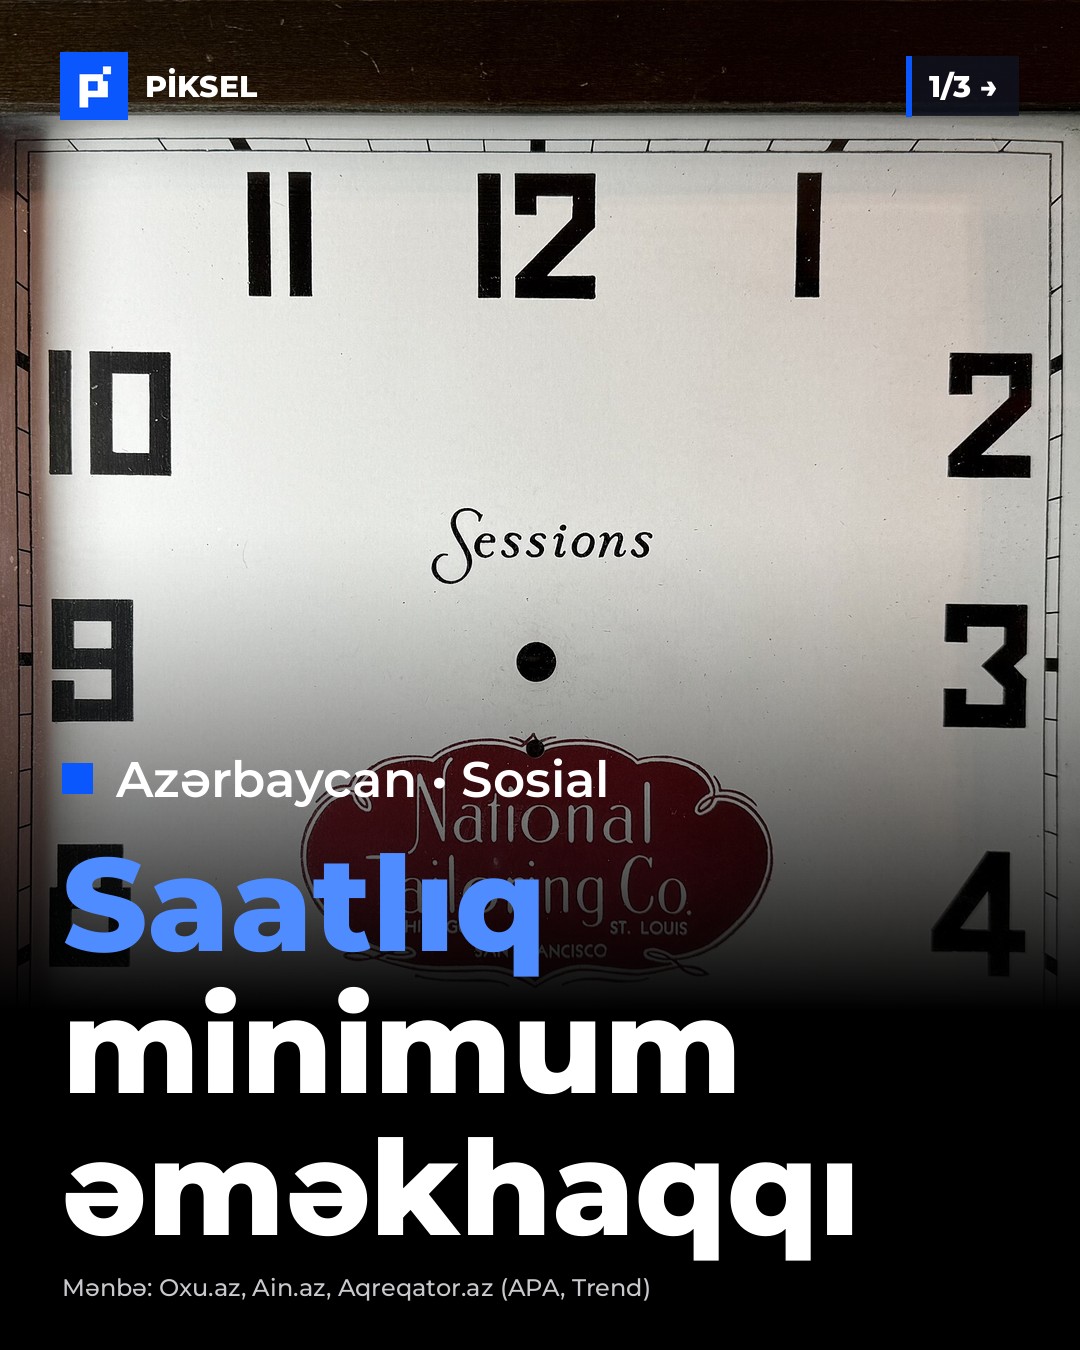 PİKSEL
1/3 →
11 12 1
10 2
Sessions
9 3
Azərbaycan · Sosial
National
Tailoring Co.
4
ST. LOUIS
Saatlıq
minimum
əməkhaqqı
Mənbə: Oxu.az, Ain.az, Aqreqator.az (APA, Trend)